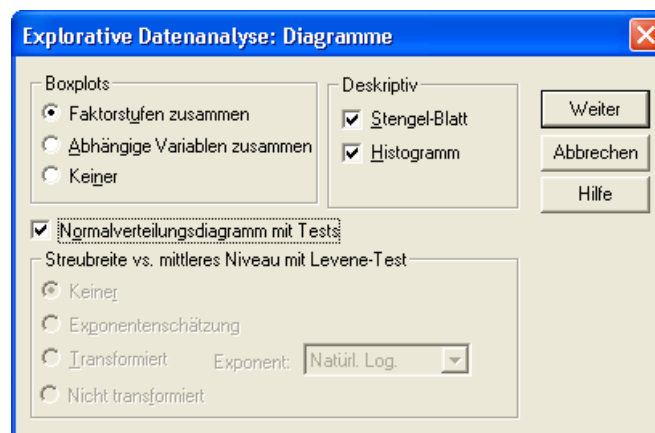 Explorative Datenanalyse: Diagramme
Boxplots
Faktorstufen zusammen
Abhängige Variablen zusammen
Keiner
Deskriptiv
Stengel-Blatt
Histogramm
Weiter
Abbrechen
Hilfe
Normalverteilungsdiagramm mit Tests
Streubreite vs. mittleres Niveau mit Levene-Test
Keiner
Exponentenschätzung
Transformiert Exponent: Natürl. Log.
Nicht transformiert